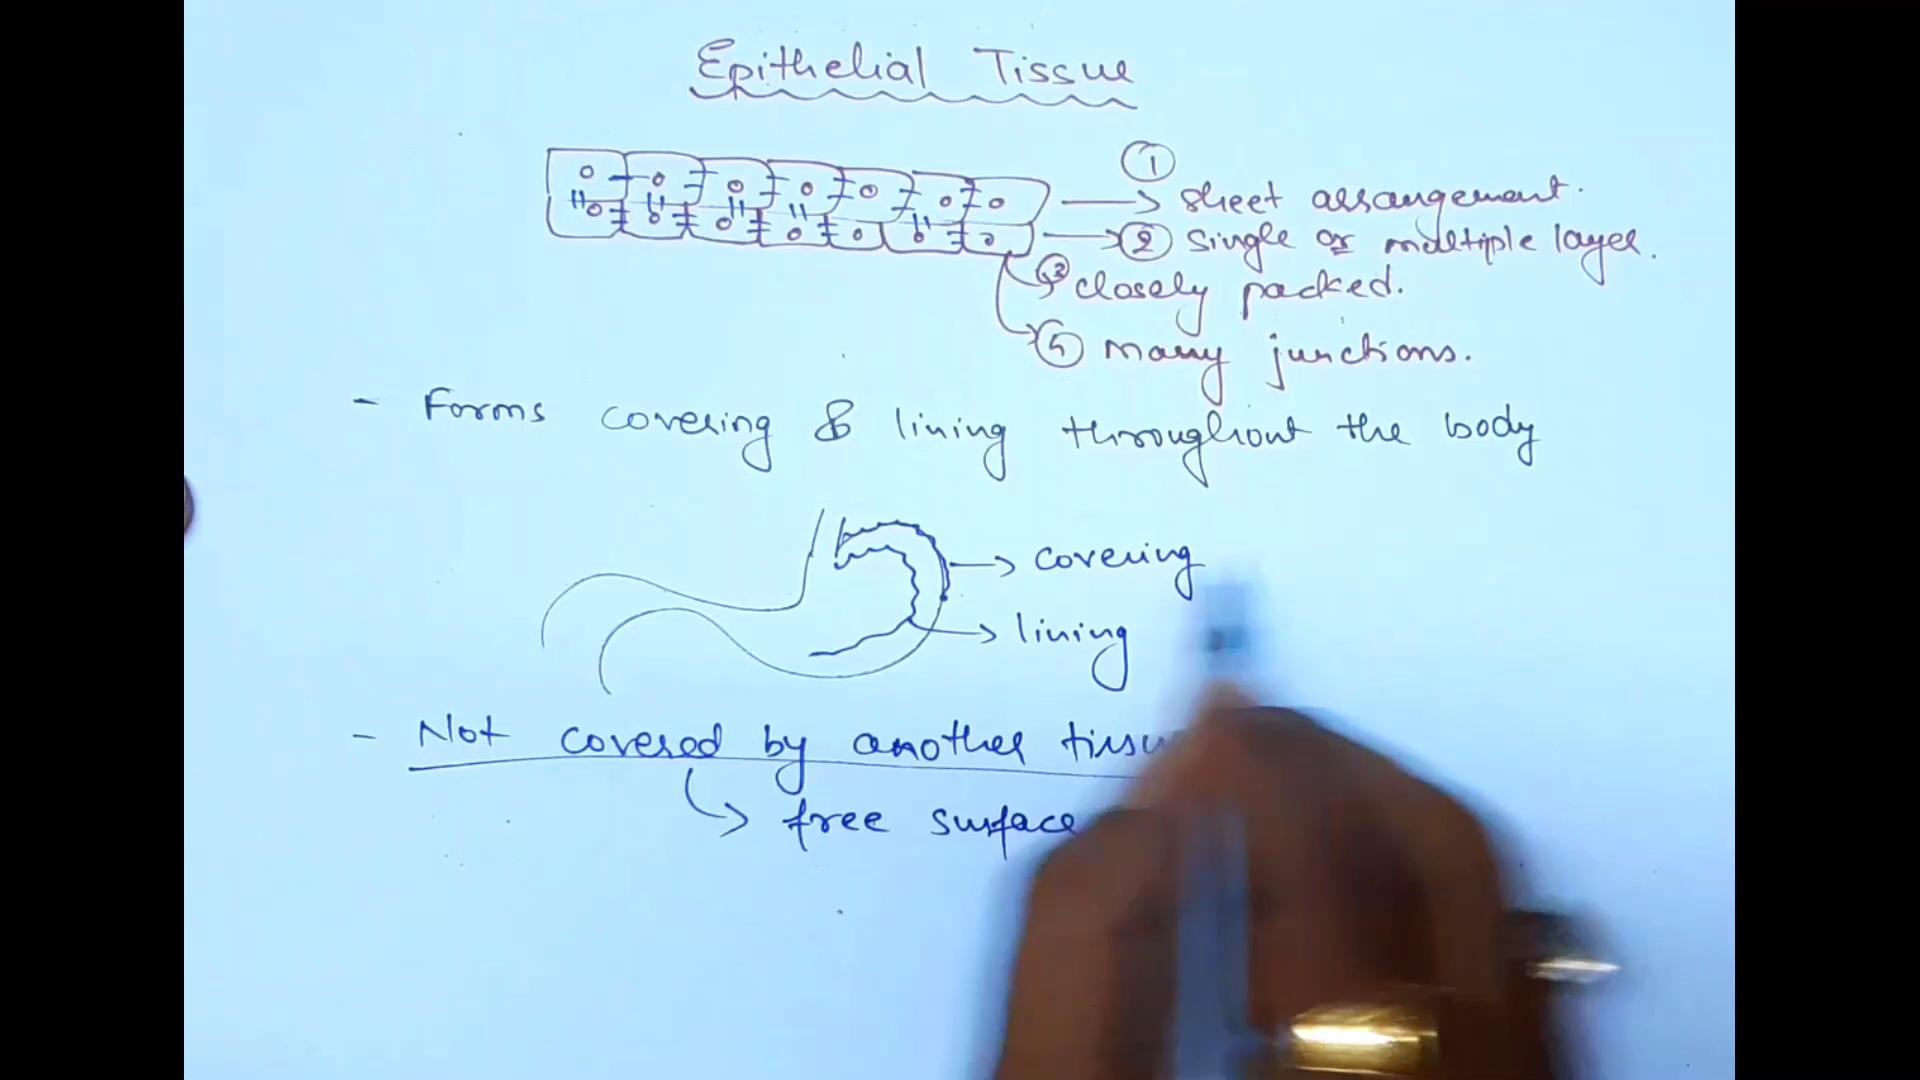 Epithelial Tissue
① → sheet arrangement.
→ ② Single or multiple layer.
③ closely packed.
④ many junctions.
- Forms covering & lining throughout the body
→ covering
→ lining
- Not covered by another
→ free surface